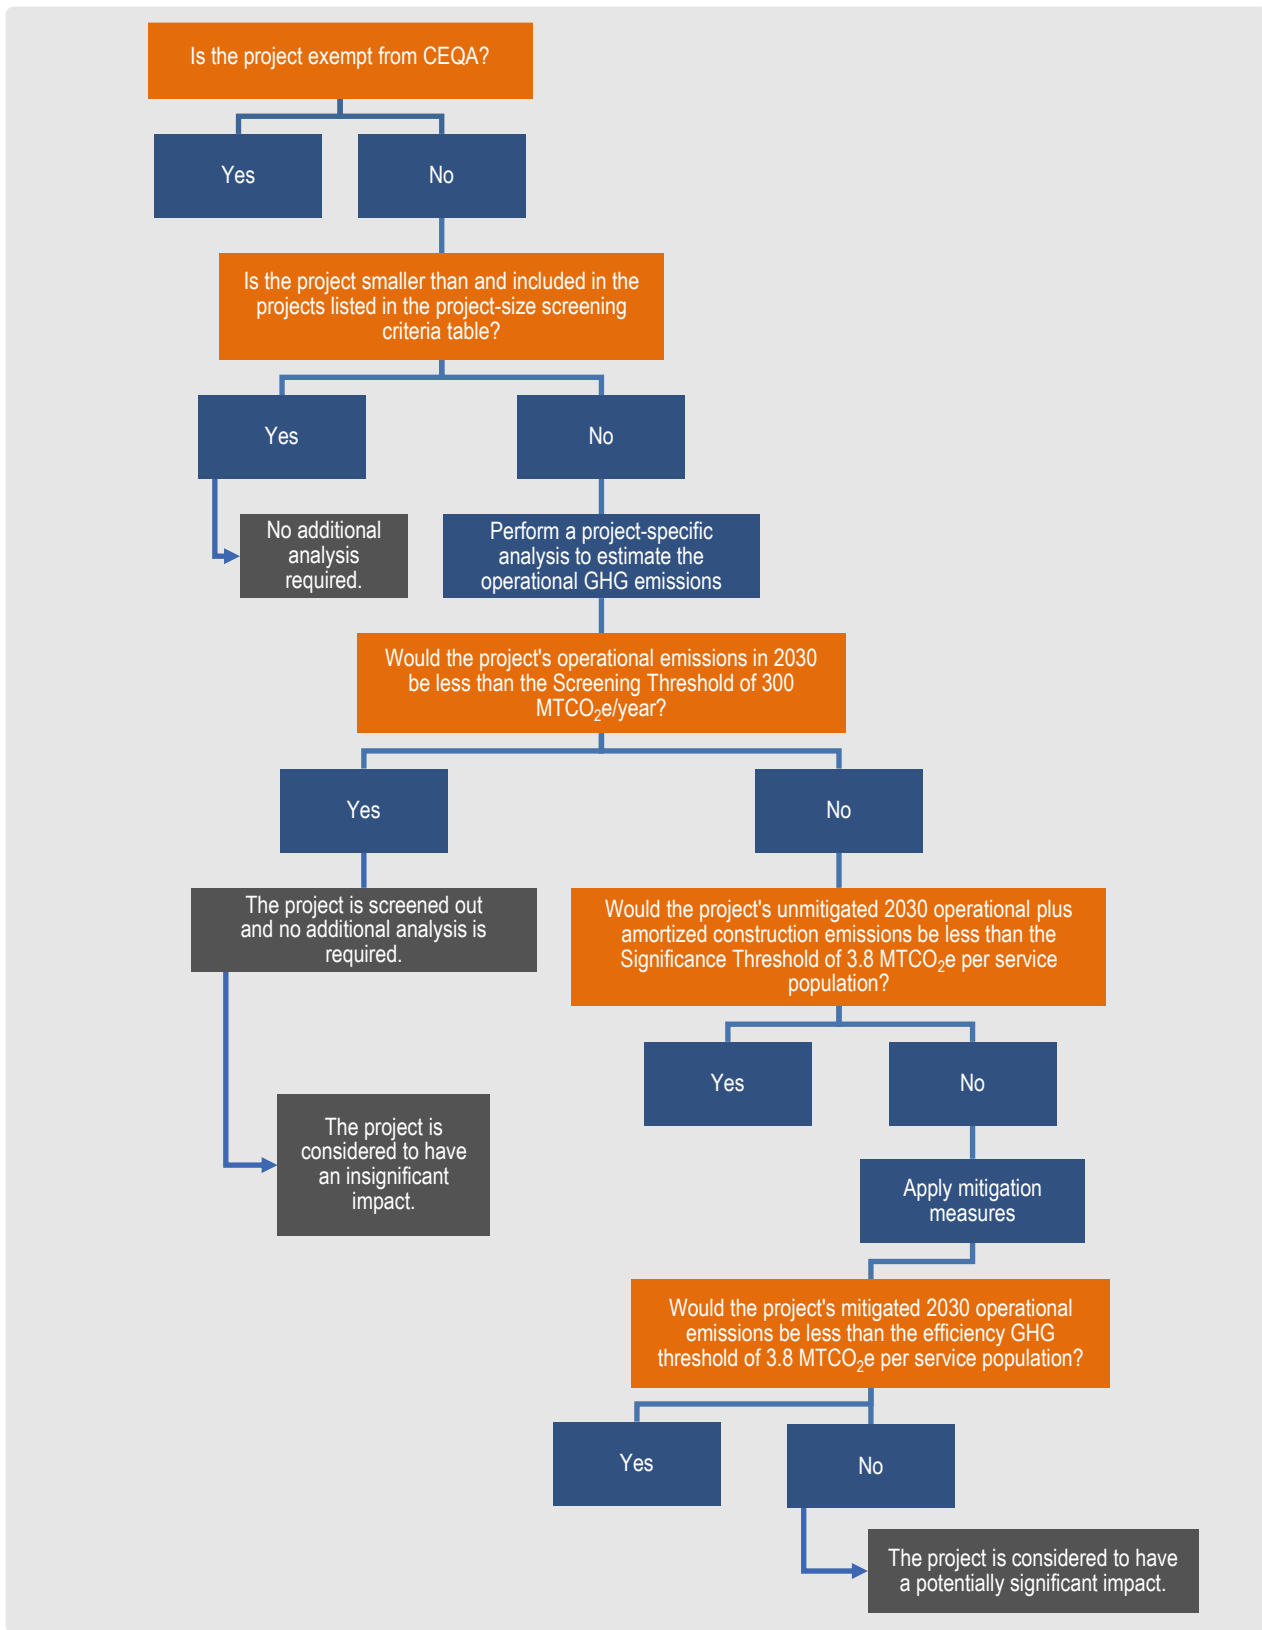 Is the project exempt from CEQA?
Yes
No
Is the project smaller than and included in the
projects listed in the project-size screening
criteria table?
Yes
No
No additional
analysis
required.
Perform a project-specific
analysis to estimate the
operational GHG emissions
Would the project's operational emissions in 2030
be less than the Screening Threshold of 300
MTCO₂e/year?
Yes
No
The project is screened out
and no additional analysis is
required.
Would the project's unmitigated 2030 operational plus
amortized construction emissions be less than the
Significance Threshold of 3.8 MTCO₂e per service
population?
Yes
No
The project is
considered to have
an insignificant
impact.
Apply mitigation
measures
Would the project's mitigated 2030 operational
emissions be less than the efficiency GHG
threshold of 3.8 MTCO₂e per service population?
Yes
No
The project is considered to have
a potentially significant impact.